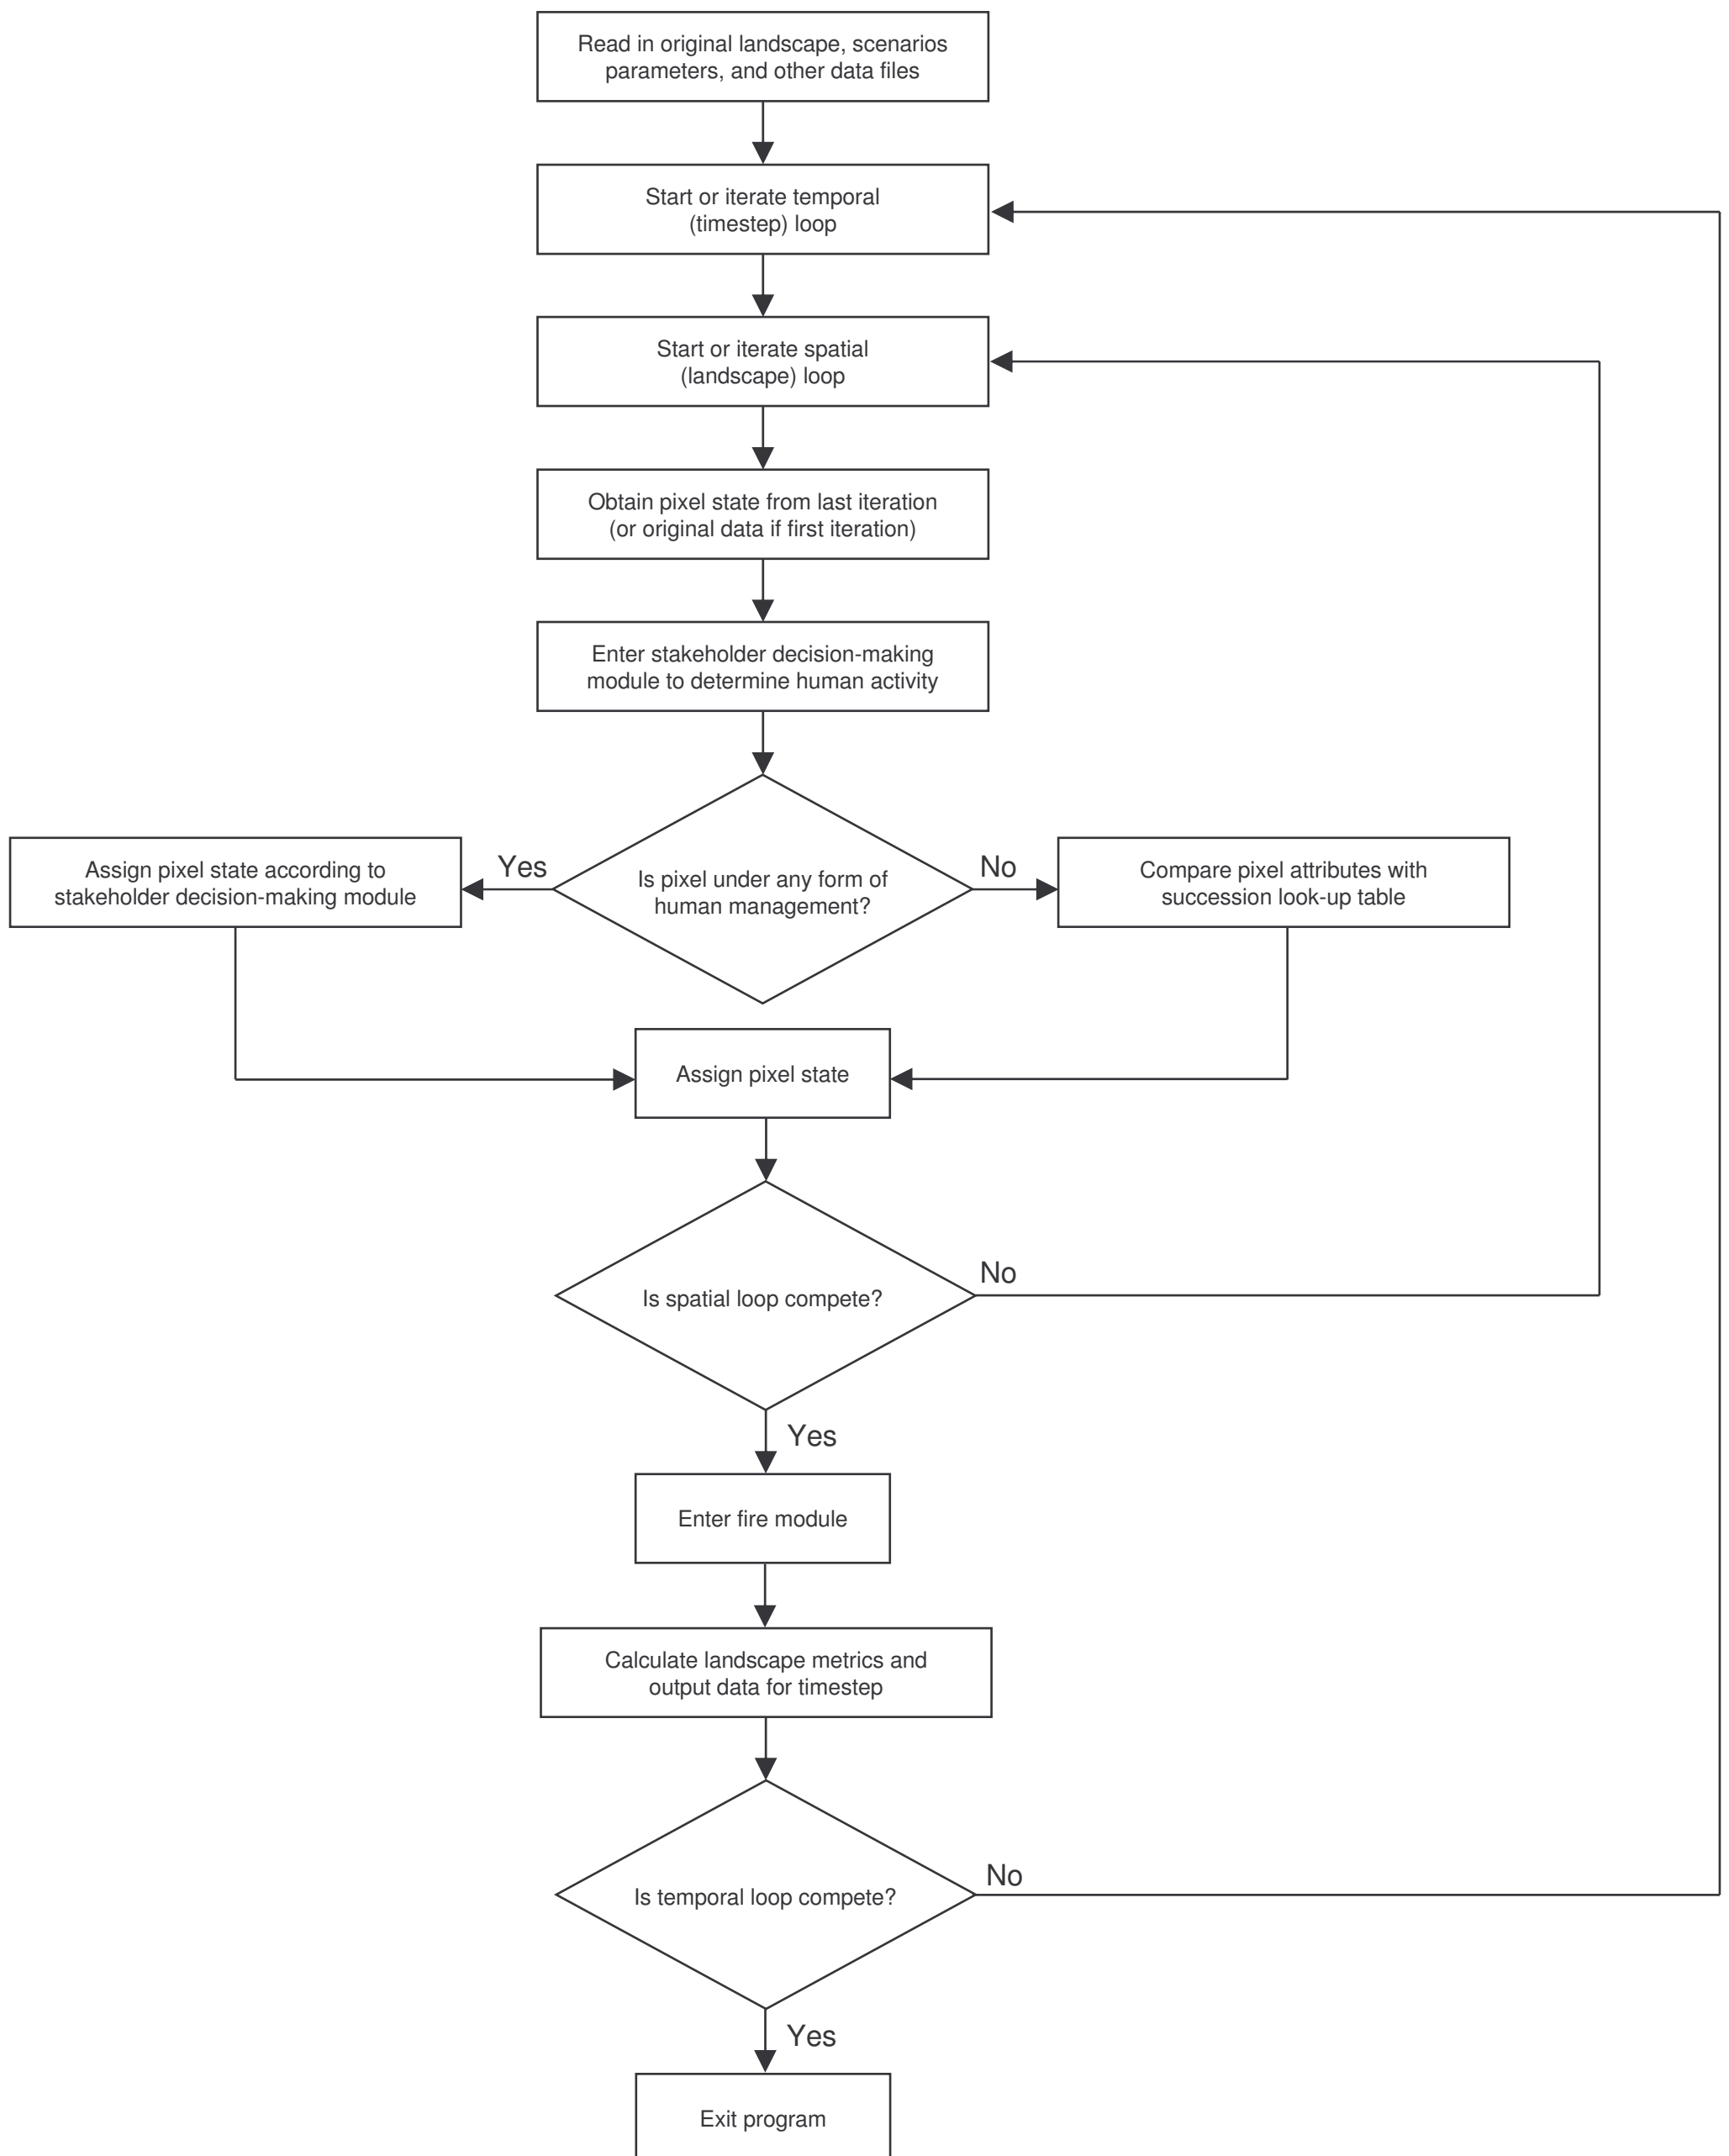 Read in original landscape, scenarios
parameters, and other data files
Start or iterate temporal
(timestep) loop
Start or iterate spatial
(landscape) loop
Obtain pixel state from last iteration
(or original data if first iteration)
Enter stakeholder decision-making
module to determine human activity
Assign pixel state according to
stakeholder decision-making module
Yes
Is pixel under any form of
human management?
No
Compare pixel attributes with
succession look-up table
Assign pixel state
Is spatial loop compete?
No
Yes
Enter fire module
Calculate landscape metrics and
output data for timestep
Is temporal loop compete?
No
Yes
Exit program